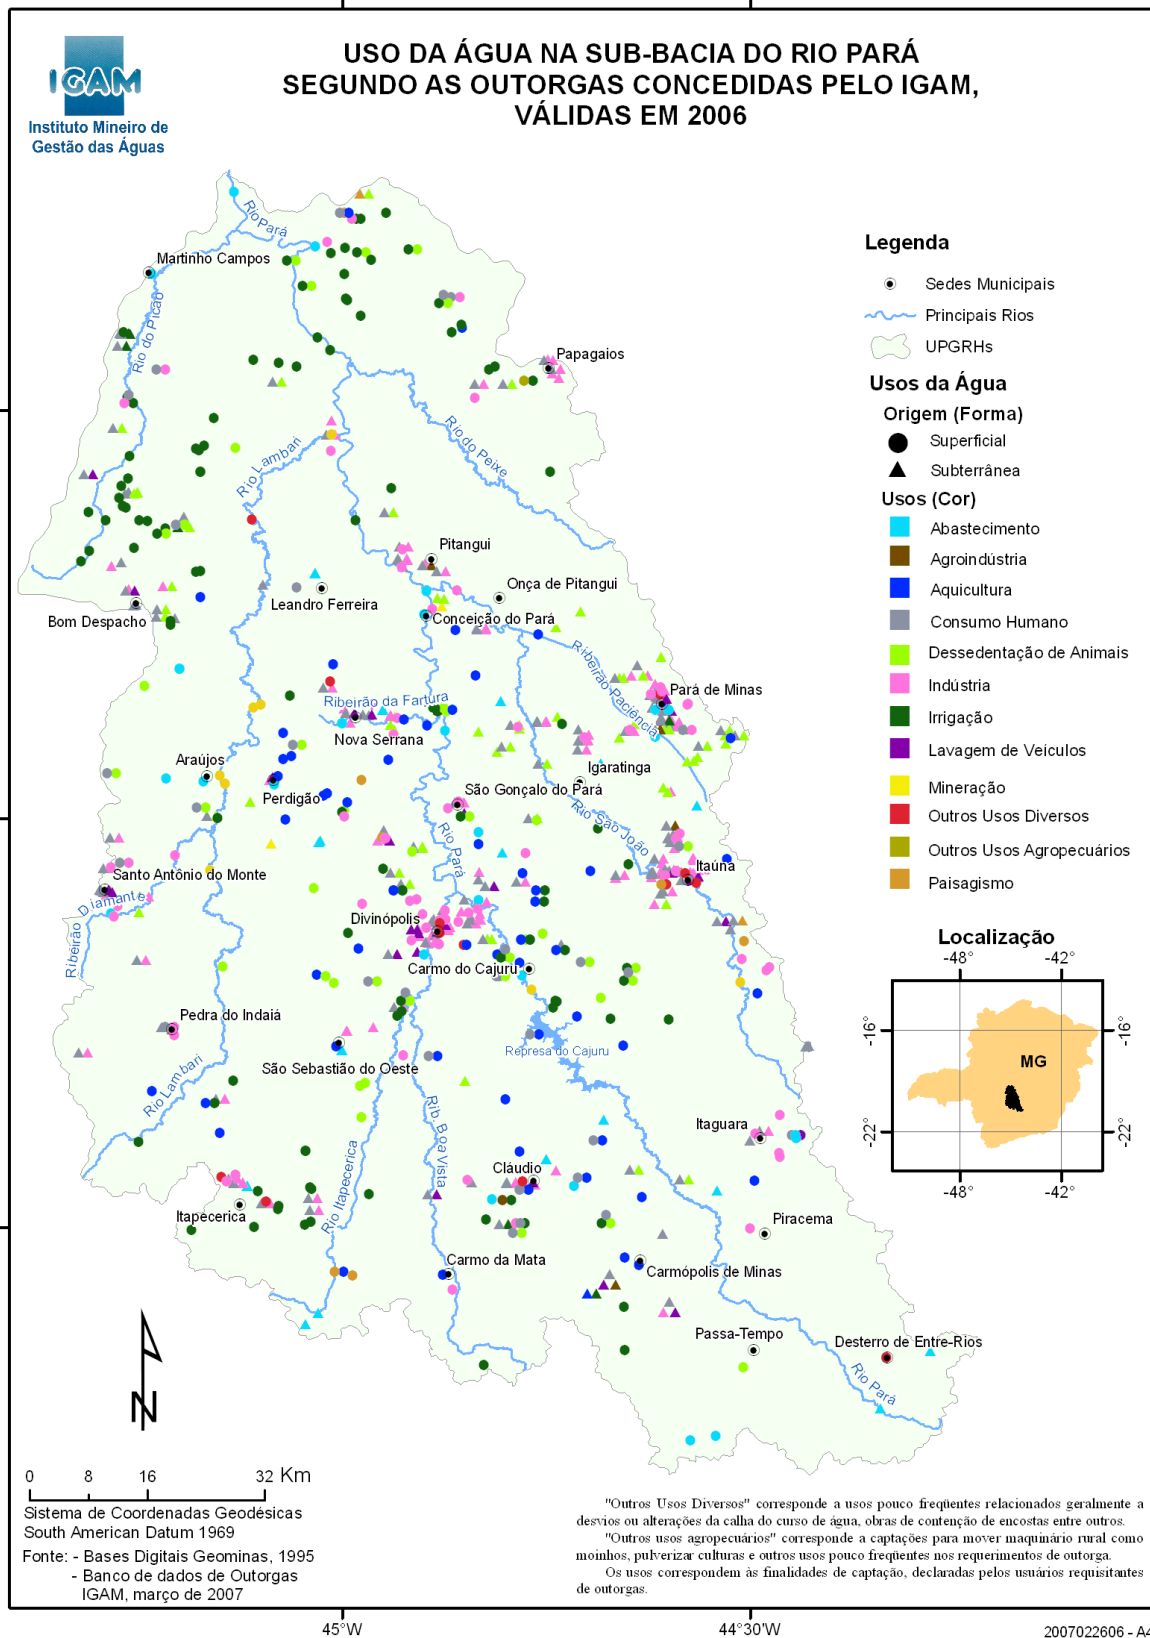 USO DA ÁGUA NA SUB-BACIA DO RIO PARÁ
SEGUNDO AS OUTORGAS CONCEDIDAS PELO IGAM,
VÁLIDAS EM 2006
IGAM
Instituto Mineiro de
Gestão das Águas
Rio Pará
Martinho Campos
Rio do Picão
Papagaios
Rio do Peixe
Rio Lambari
Pitangui
Onça de Pitangui
Leandro Ferreira
Conceição do Pará
Bom Despacho
Ribeirão Paciência
Pará de Minas
Ribeirão da Fartura
Nova Serrana
Araújos
Igaratinga
Perdigão
São Gonçalo do Pará
Rio São João
Rio Pará
Itaúna
Santo Antônio do Monte
Ribeirão Diamante
Divinópolis
Carmo do Cajuru
Pedra do Indaiá
Represa do Cajuru
São Sebastião do Oeste
Rio Lambari
Rib Boa Vista
Itaguara
Rio Itapecerica
Cláudio
Itapecerica
Piracema
Carmo da Mata
Carmópolis de Minas
Passa-Tempo
Desterro de Entre-Rios
Rio Pará
Legenda
Sedes Municipais
Principais Rios
UPGRHs
Usos da Água
Origem (Forma)
Superficial
Subterrânea
Usos (Cor)
Abastecimento
Agroindústria
Aquicultura
Consumo Humano
Dessedentação de Animais
Indústria
Irrigação
Lavagem de Veículos
Mineração
Outros Usos Diversos
Outros Usos Agropecuários
Paisagismo
Localização
-48° -42°
-16° -16°
MG
-22° -22°
-48° -42°
N
0 8 16 32 Km
Sistema de Coordenadas Geodésicas
South American Datum 1969
Fonte: - Bases Digitais Geominas, 1995
- Banco de dados de Outorgas
IGAM, março de 2007
"Outros Usos Diversos" corresponde a usos pouco freqüentes relacionados geralmente a
desvios ou alterações da calha do curso de água, obras de contenção de encostas entre outros.
"Outros usos agropecuários" corresponde a captações para mover maquinário rural como
moinhos, pulverizar culturas e outros usos pouco freqüentes nos requerimentos de outorga.
Os usos correspondem às finalidades de captação, declaradas pelos usuários requisitantes
de outorgas.
45°W 44°30'W
2007022606 - A4